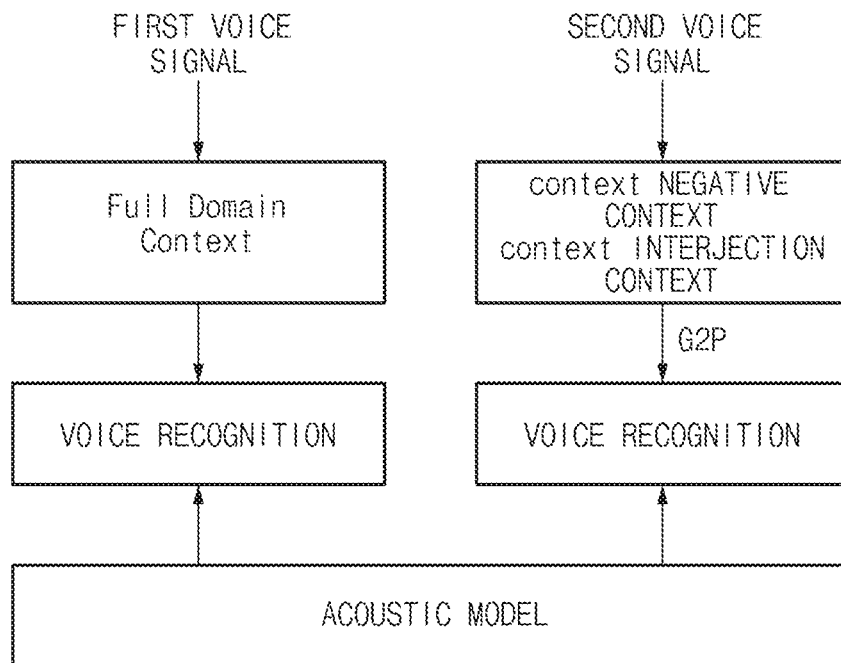 FIRST VOICE
SIGNAL
SECOND VOICE
SIGNAL
Full Domain
Context
context NEGATIVE
CONTEXT
context INTERJECTION
CONTEXT
G2P
VOICE RECOGNITION
VOICE RECOGNITION
ACOUSTIC MODEL